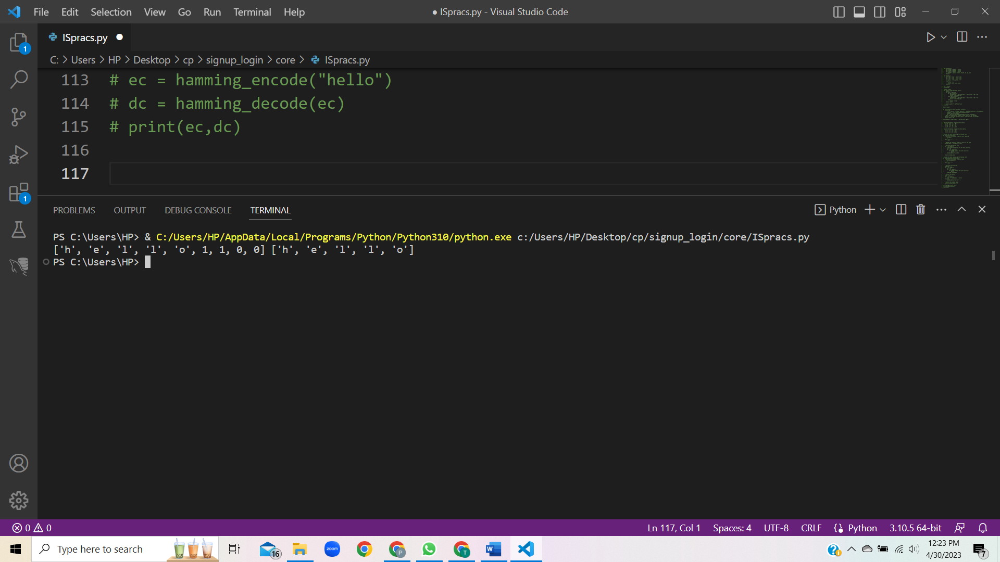 File Edit Selection View Go Run Terminal Help
● ISpracs.py - Visual Studio Code
ISpracs.py
1
C: > Users > HP > Desktop > cp > signup_login > core > ISpracs.py
113 # ec = hamming_encode("hello")
114 # dc = hamming_decode(ec)
115 # print(ec,dc)
116
117
1
PROBLEMS OUTPUT DEBUG CONSOLE TERMINAL
Python
PS C:\Users\HP> & C:/Users/HP/AppData/Local/Programs/Python/Python310/python.exe c:/Users/HP/Desktop/cp/signup_login/core/ISpracs.py
['h', 'e', 'l', 'l', 'o', 1, 1, 0, 0] ['h', 'e', 'l', 'l', 'o']
PS C:\Users\HP>
0 0
Ln 117, Col 1 Spaces: 4 UTF-8 CRLF Python 3.10.5 64-bit
Type here to search
16
zoom
P
T
W
12:23 PM
4/30/2023
7